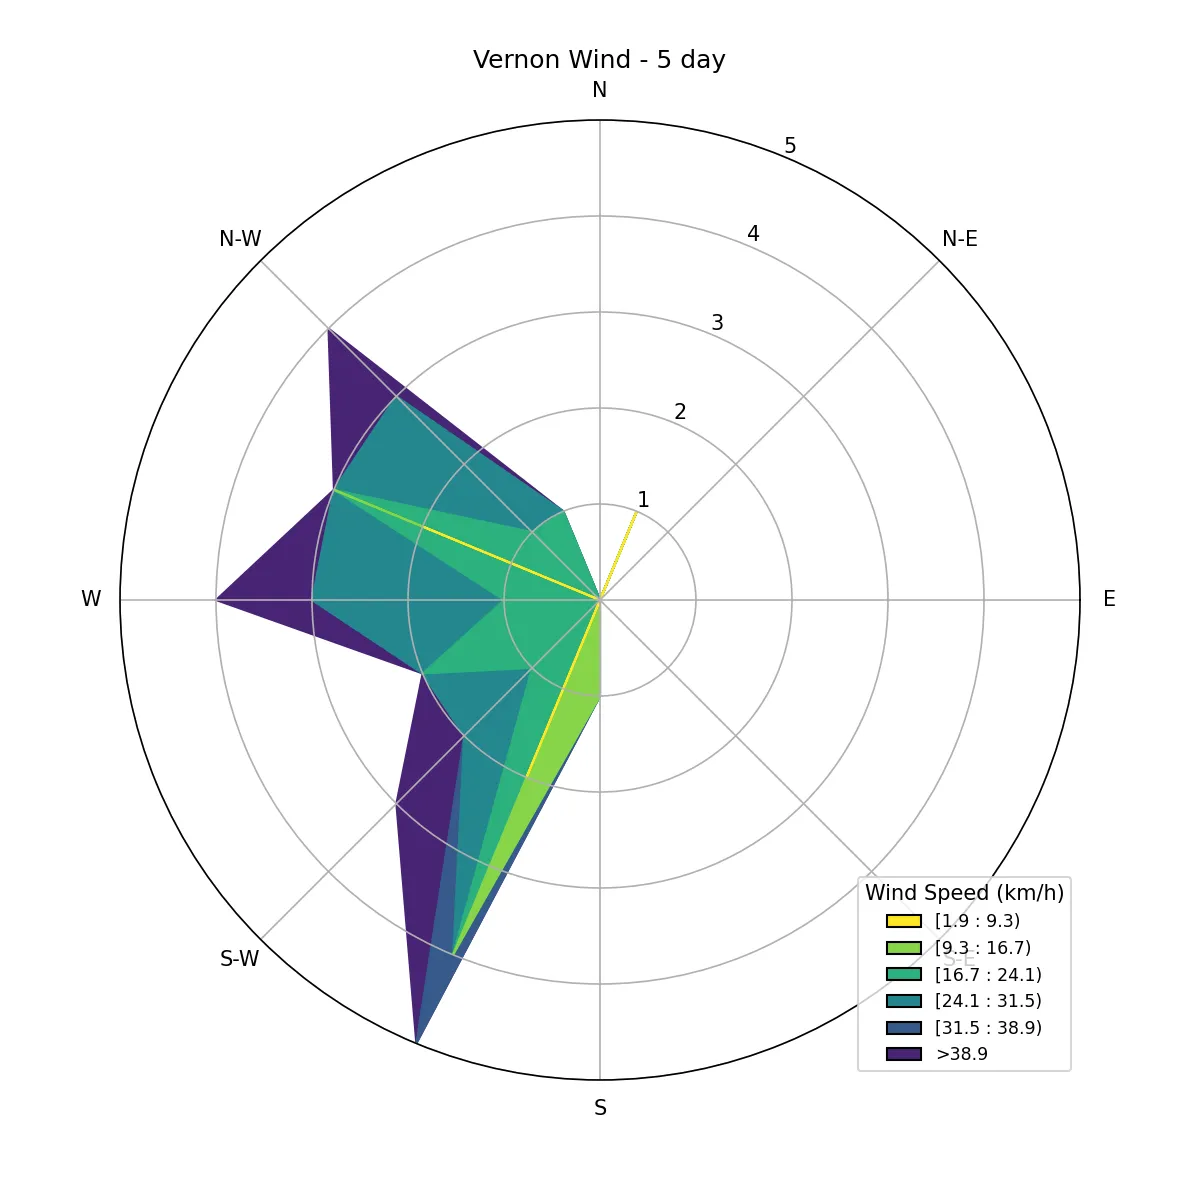 Vernon Wind - 5 day
N
5
N-W
N-E
4
3
2
1
W
E
Wind Speed (km/h)
[1.9 : 9.3)
[9.3 : 16.7)
S-W
S-E
[16.7 : 24.1)
[24.1 : 31.5)
[31.5 : 38.9)
>38.9
S